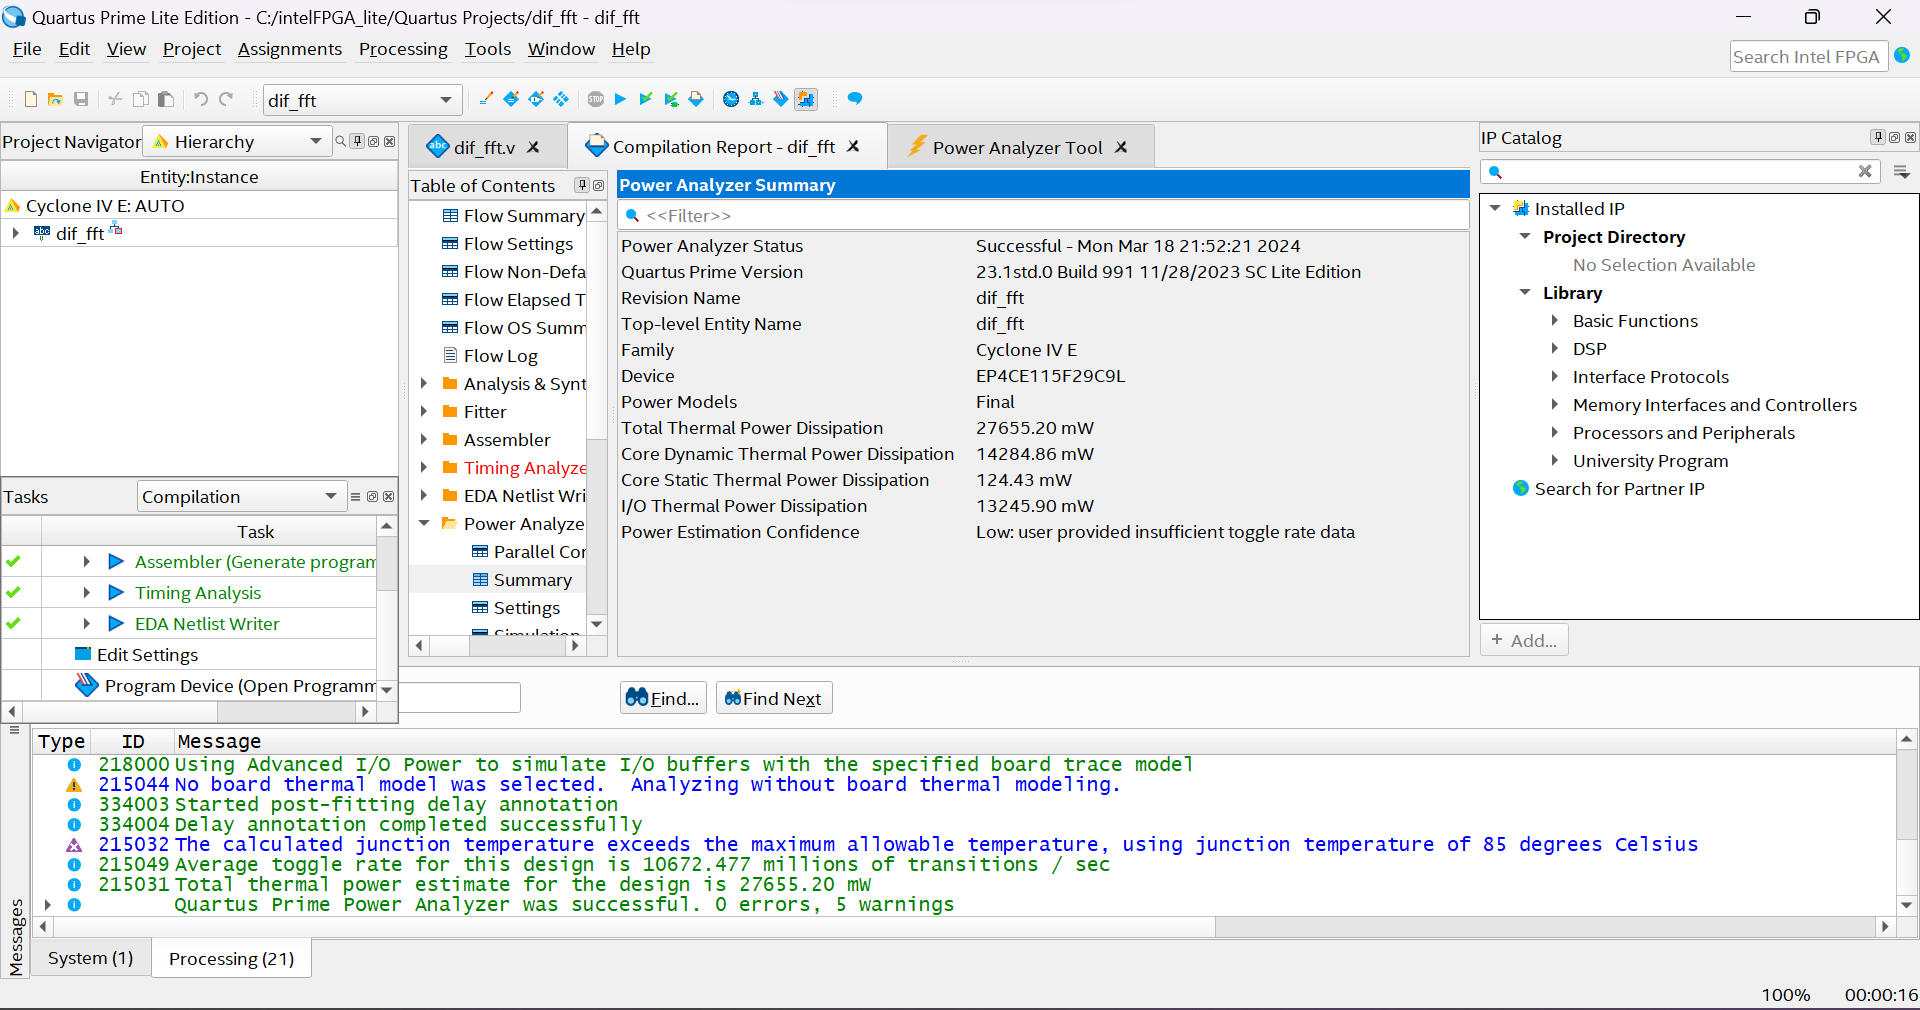 Quartus Prime Lite Edition - C:/intelFPGA_lite/Quartus Projects/dif_fft - dif_fft
File Edit View Project Assignments Processing Tools Window Help
Search Intel FPGA
dif_fft
Project Navigator Hierarchy
Entity:Instance
Cyclone IV E: AUTO
dif_fft
Tasks Compilation
Task
Assembler (Generate program
Timing Analysis
EDA Netlist Writer
Edit Settings
Program Device (Open Programm
dif_fft.v
Compilation Report - dif_fft
Power Analyzer Tool
Table of Contents
Flow Summary
Flow Settings
Flow Non-Defa
Flow Elapsed T
Flow OS Summ
Flow Log
Analysis & Synt
Fitter
Assembler
Timing Analyze
EDA Netlist Wri
Power Analyze
Parallel Cor
Summary
Settings
Simulation
Power Analyzer Summary
<<Filter>>
Power Analyzer Status Successful - Mon Mar 18 21:52:21 2024
Quartus Prime Version 23.1std.0 Build 991 11/28/2023 SC Lite Edition
Revision Name dif_fft
Top-level Entity Name dif_fft
Family Cyclone IV E
Device EP4CE115F29C9L
Power Models Final
Total Thermal Power Dissipation 27655.20 mW
Core Dynamic Thermal Power Dissipation 14284.86 mW
Core Static Thermal Power Dissipation 124.43 mW
I/O Thermal Power Dissipation 13245.90 mW
Power Estimation Confidence Low: user provided insufficient toggle rate data
IP Catalog
Installed IP
Project Directory
No Selection Available
Library
Basic Functions
DSP
Interface Protocols
Memory Interfaces and Controllers
Processors and Peripherals
University Program
Search for Partner IP
+ Add...
Find... Find Next
Type ID Message
218000 Using Advanced I/O Power to simulate I/O buffers with the specified board trace model
215044 No board thermal model was selected.  Analyzing without board thermal modeling.
334003 Started post-fitting delay annotation
334004 Delay annotation completed successfully
215032 The calculated junction temperature exceeds the maximum allowable temperature, using junction temperature of 85 degrees Celsius
215049 Average toggle rate for this design is 10672.477 millions of transitions / sec
215031 Total thermal power estimate for the design is 27655.20 mW
Quartus Prime Power Analyzer was successful. 0 errors, 5 warnings
Messages
System (1) Processing (21)
100% 00:00:16